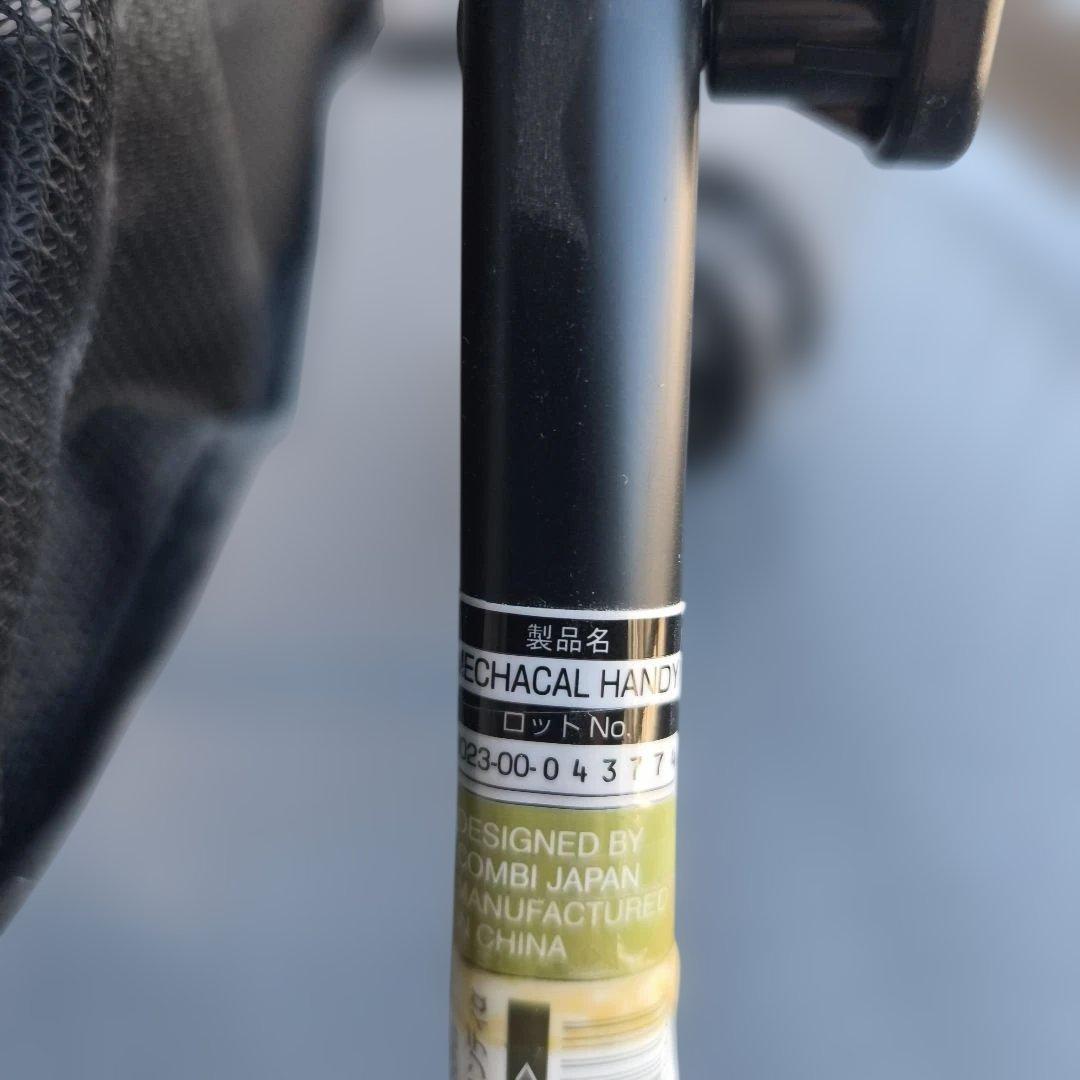 製品名
MECHACAL HANDY
ロットNo.
023-00-043774
DESIGNED BY
COMBI JAPAN
MANUFACTURED
IN CHINA